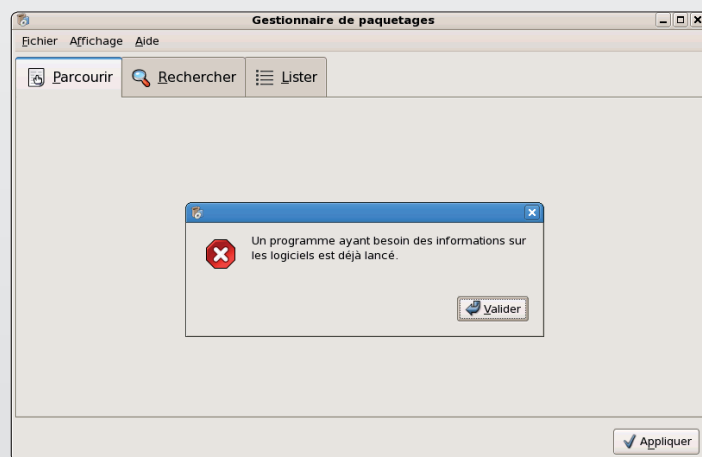 Gestionnaire de paquetages
Fichier Affichage Aide
Parcourir Rechercher Lister
Un programme ayant besoin des informations sur
les logiciels est déjà lancé.
Valider
Appliquer